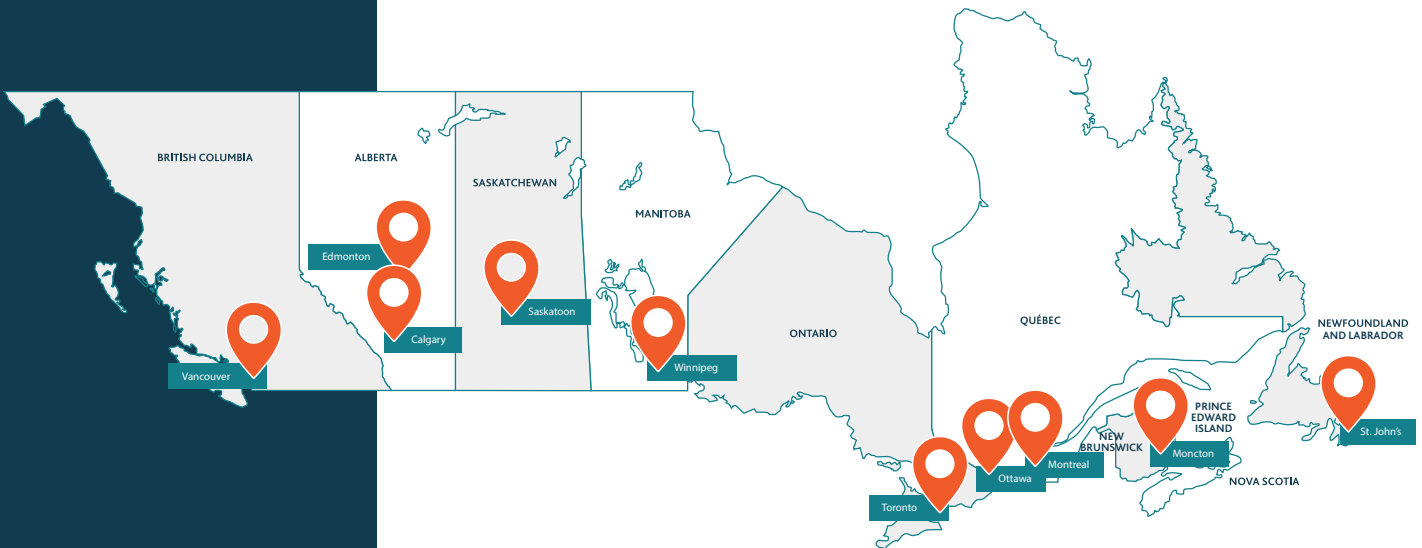 BRITISH COLUMBIA
ALBERTA
SASKATCHEWAN
MANITOBA
Edmonton
Saskatoon
Calgary
Vancouver
Winnipeg
ONTARIO
QUÉBEC
NEWFOUNDLAND
AND LABRADOR
PRINCE
EDWARD
ISLAND
NEW
BRUNSWICK
St. John's
Moncton
Montreal
Ottawa
NOVA SCOTIA
Toronto